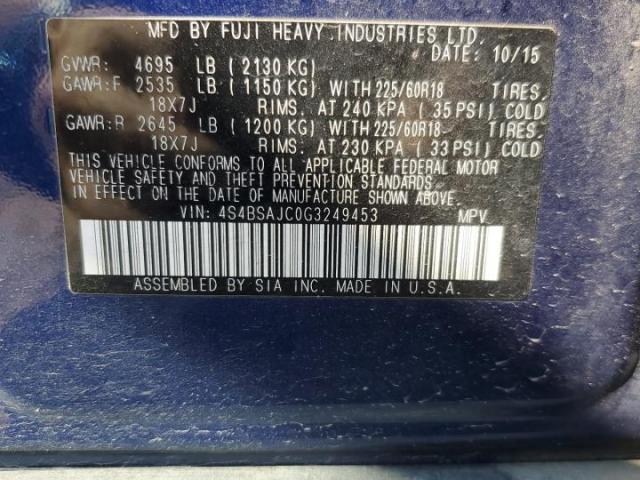 MFD BY FUJI HEAVY INDUSTRIES LTD.
DATE: 10/15
GVWR: 4695 LB ( 2130 KG)
GAWR:F 2535 LB ( 1150 KG) WITH 225/60R18 TIRES.
18X7J RIMS. AT 240 KPA ( 35 PSI) COLD
GAWR:R 2645 LB ( 1200 KG) WITH 225/60R18 TIRES.
18X7J RIMS. AT 230 KPA ( 33 PSI) COLD
THIS VEHICLE CONFORMS TO ALL APPLICABLE FEDERAL MOTOR
VEHICLE SAFETY AND THEFT PREVENTION STANDARDS
IN EFFECT ON THE DATE OF MANUFACTURE SHOWN ABOVE.
VIN: 4S4BSAJC0G3249453 MPV
ASSEMBLED BY SIA INC. MADE IN U.S.A.